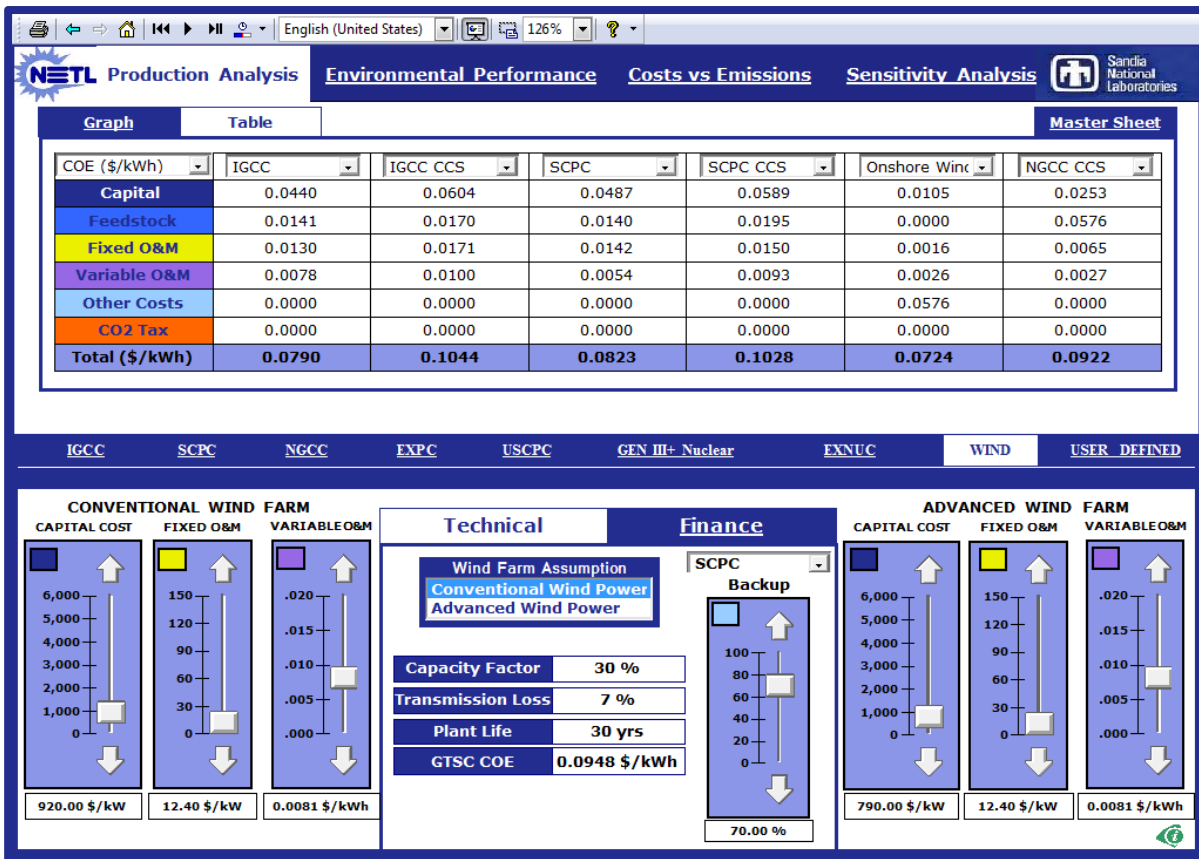 English (United States) 126%
NETL Production Analysis Environmental Performance Costs vs Emissions Sensitivity Analysis Sandia National Laboratories
Graph Table Master Sheet
COE ($/kWh) IGCC IGCC CCS SCPC SCPC CCS Onshore Winc NGCC CCS
Capital 0.0440 0.0604 0.0487 0.0589 0.0105 0.0253
Feedstock 0.0141 0.0170 0.0140 0.0195 0.0000 0.0576
Fixed O&M 0.0130 0.0171 0.0142 0.0150 0.0016 0.0065
Variable O&M 0.0078 0.0100 0.0054 0.0093 0.0026 0.0027
Other Costs 0.0000 0.0000 0.0000 0.0000 0.0576 0.0000
CO2 Tax 0.0000 0.0000 0.0000 0.0000 0.0000 0.0000
Total ($/kWh) 0.0790 0.1044 0.0823 0.1028 0.0724 0.0922
IGCC SCPC NGCC EXPC USCPC GEN III+ Nuclear EXNUC WIND USER DEFINED
CONVENTIONAL WIND FARM
CAPITAL COST FIXED O&M VARIABLEO&M
6,000 150 .020
5,000
120 .015
4,000
3,000 90 .010
2,000 60
1,000 30 .005
0 0 .000
920.00 $/kW 12.40 $/kW 0.0081 $/kWh
Technical Finance
Wind Farm Assumption
Conventional Wind Power
Advanced Wind Power
SCPC
Backup
Capacity Factor 30 %
Transmission Loss 7 %
Plant Life 30 yrs
GTSC COE 0.0948 $/kWh
100
80
60
40
20
0
70.00 %
ADVANCED WIND FARM
CAPITAL COST FIXED O&M VARIABLEO&M
6,000 150 .020
5,000
120 .015
4,000
3,000 90 .010
2,000 60
1,000 30 .005
0 0 .000
790.00 $/kW 12.40 $/kW 0.0081 $/kWh